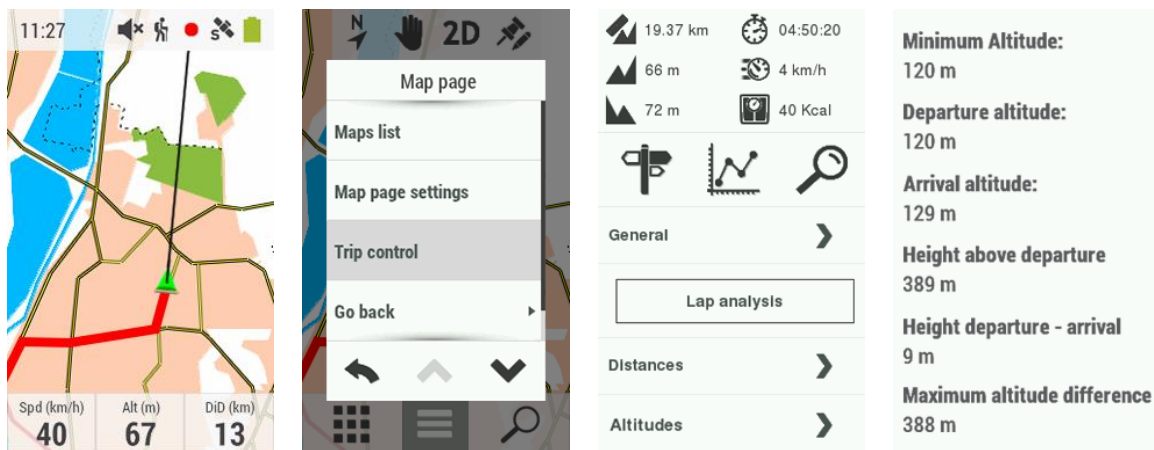 11:27
Spd (km/h)
Alt (m)
DiD (km)
40
67
13
2D
Map page
Maps list
Map page settings
Trip control
Go back
19.37 km
04:50:20
66 m
4 km/h
72 m
40 Kcal
General
Lap analysis
Distances
Altitudes
Minimum Altitude:
120 m
Departure altitude:
120 m
Arrival altitude:
129 m
Height above departure
389 m
Height departure - arrival
9 m
Maximum altitude difference
388 m